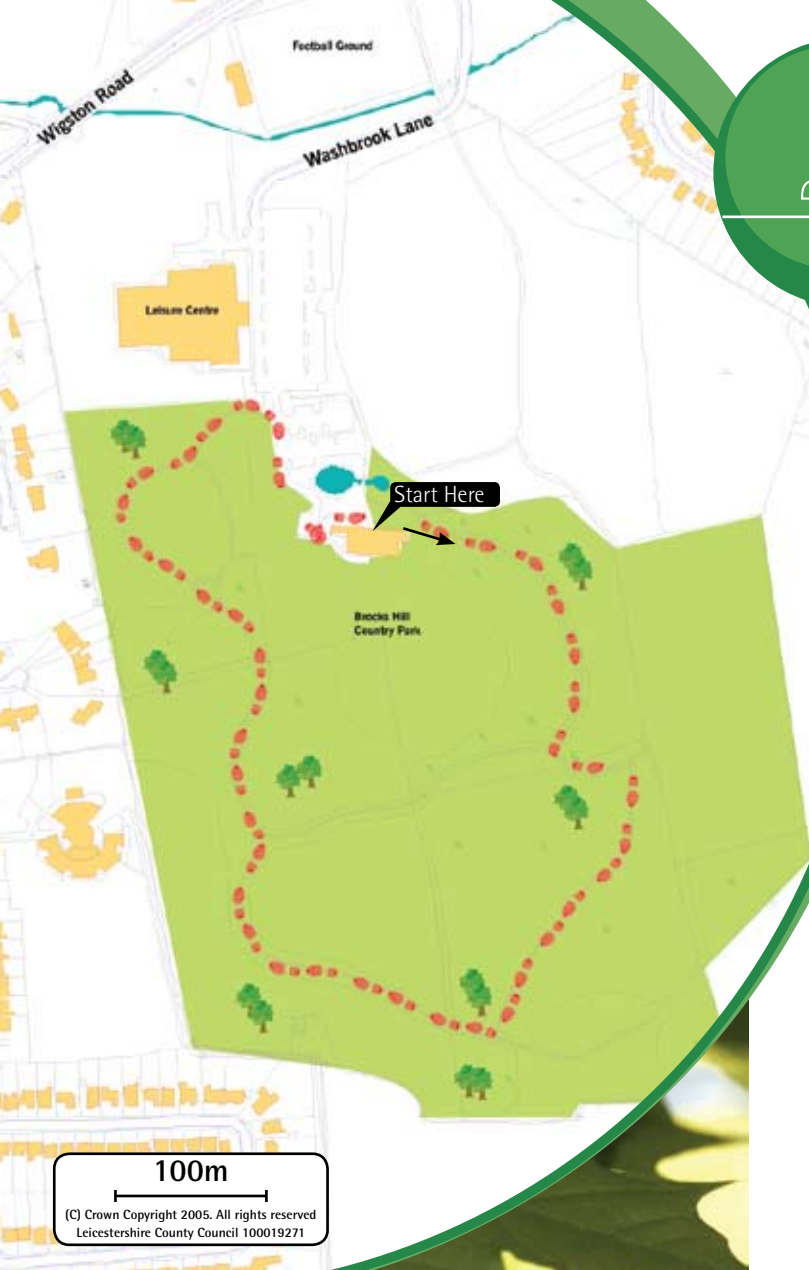 Football Ground
Wigston Road
Washbrook Lane
Leisure Centre
Start Here
Brocks Hill
Country Park
100m
(C) Crown Copyright 2005. All rights reserved
Leicestershire County Council 100019271